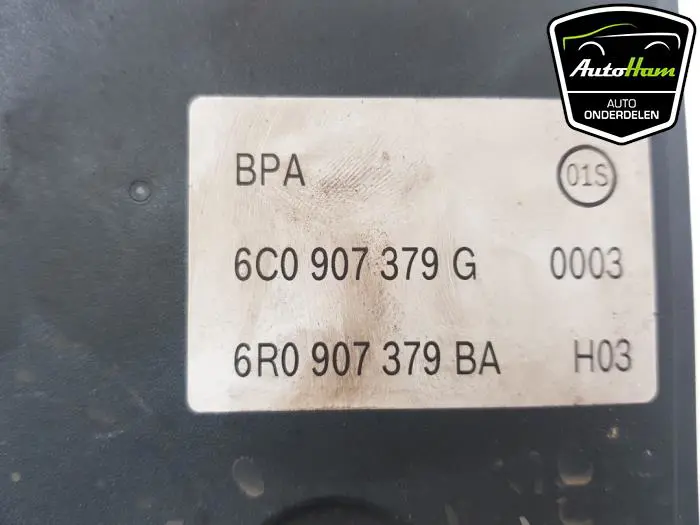 AutoHam
AUTO
ONDERDELEN
BPA 01S
6C0 907 379 G 0003
6R0 907 379 BA H03